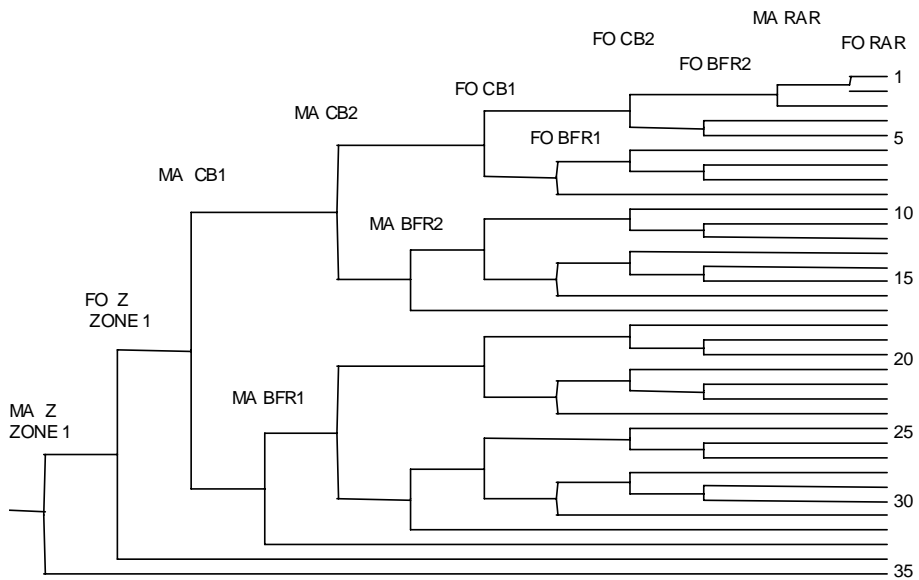 MA RAR
FO CB2
FO RAR
FO BFR2
1
FO CB1
MA CB2
5
FO BFR1
MA CB1
10
MA BFR2
15
FO Z
ZONE 1
20
MA BFR1
MA Z
ZONE 1
25
30
35